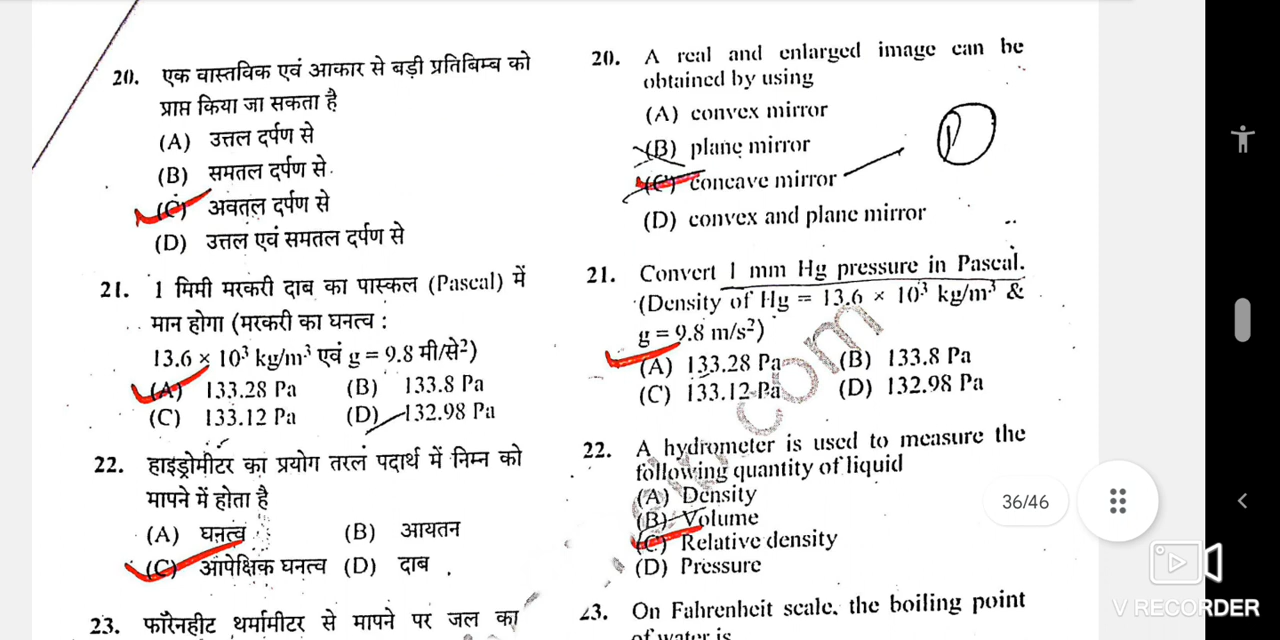 20. एक वास्तविक एवं आकार से बड़ी प्रतिबिम्ब को
प्राप्त किया जा सकता है
(A) उत्तल दर्पण से
(B) समतल दर्पण से
(C) अवतल दर्पण से
(D) उत्तल एवं समतल दर्पण से
21. 1 मिमी मरकरी दाब का पास्कल (Pascal) में
मान होगा (मरकरी का घनत्व :
13.6 × 10³ kg/m³ एवं g = 9.8 मी/से²)
(A) 133.28 Pa (B) 133.8 Pa
(C) 133.12 Pa (D) 132.98 Pa
22. हाइड्रोमीटर का प्रयोग तरल पदार्थ में निम्न को
मापने में होता है
(A) घनत्व (B) आयतन
(C) आपेक्षिक घनत्व (D) दाब
23. फॉरेनहीट थर्मामीटर से मापने पर जल का
20. A real and enlarged image can be
obtained by using
(A) convex mirror
(B) plane mirror
(C) concave mirror
(D) convex and plane mirror
21. Convert 1 mm Hg pressure in Pascal.
(Density of Hg = 13.6 × 10³ kg/m³ &
g = 9.8 m/s²)
(A) 133.28 Pa (B) 133.8 Pa
(C) 133.12 Pa (D) 132.98 Pa
22. A hydrometer is used to measure the
following quantity of liquid
(A) Density
(B) Volume
(C) Relative density
(D) Pressure
23. On Fahrenheit scale, the boiling point
of water is
36/46
V RECORDER